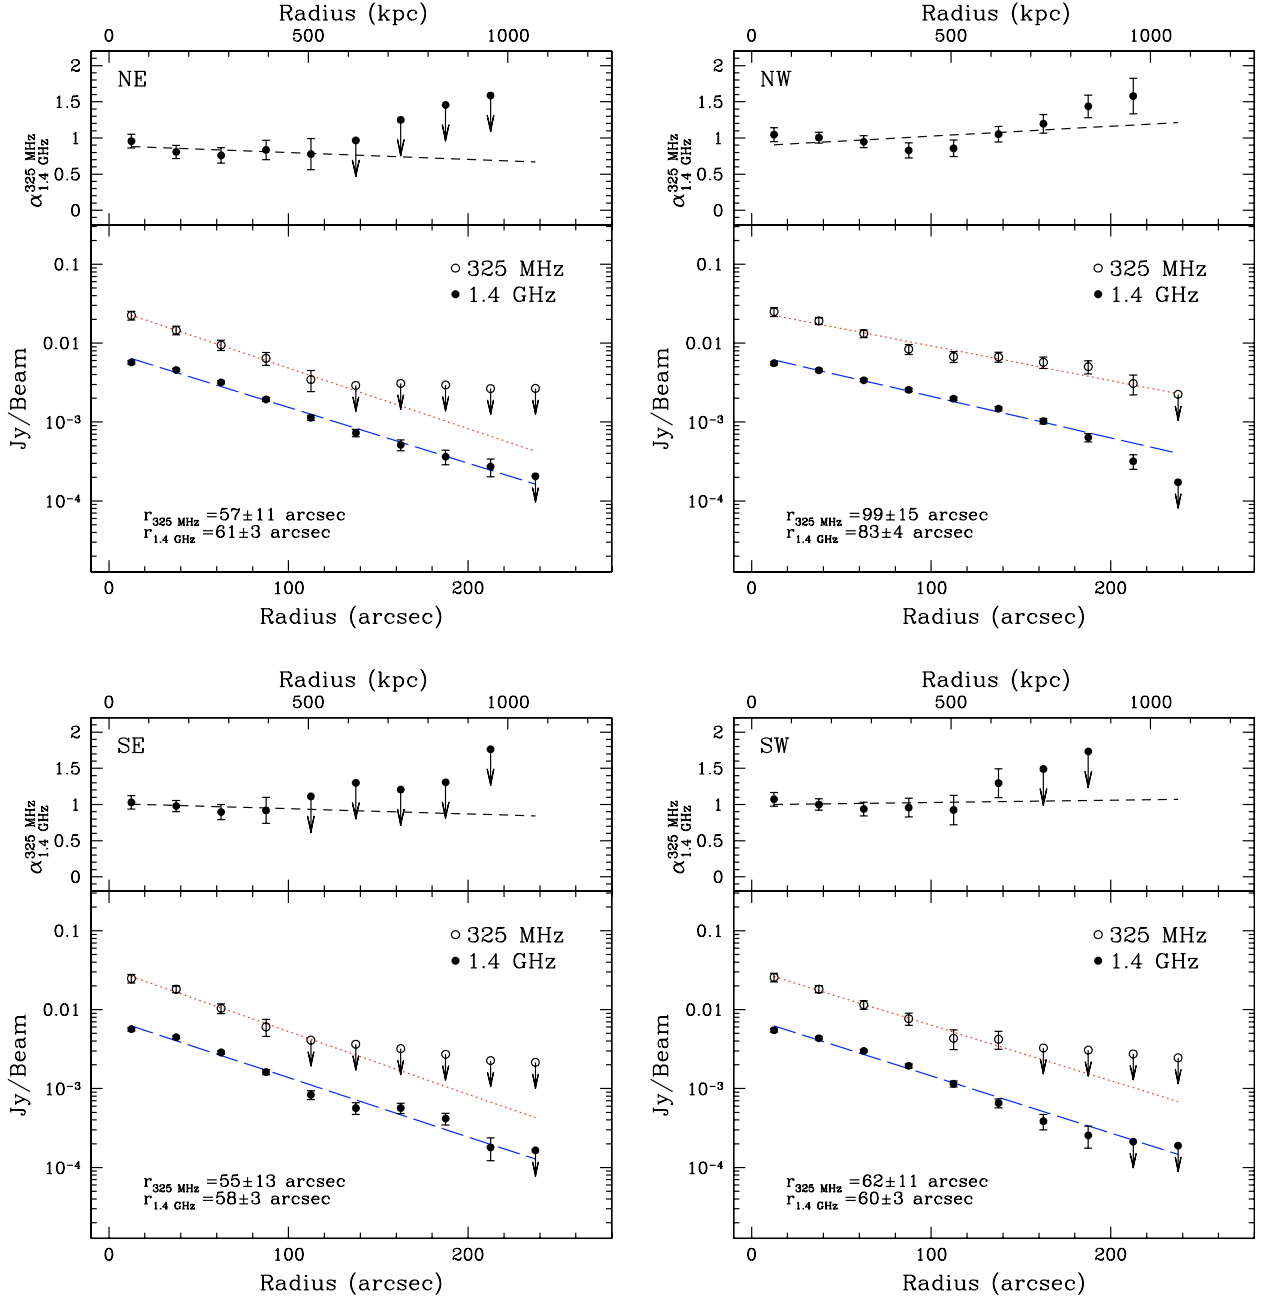 Radius (kpc)
0 500 1000
NE
2
1.5
1
0.5
0
α 325 MHz 1.4 GHz
325 MHz
1.4 GHz
0.1
0.01
10−3
10−4
Jy/Beam
r325 MHz =57±11 arcsec
r1.4 GHz =61±3 arcsec
0 100 200
Radius (arcsec)
Radius (kpc)
0 500 1000
NW
2
1.5
1
0.5
0
α 325 MHz 1.4 GHz
325 MHz
1.4 GHz
0.1
0.01
10−3
10−4
Jy/Beam
r325 MHz =99±15 arcsec
r1.4 GHz =83±4 arcsec
0 100 200
Radius (arcsec)
Radius (kpc)
0 500 1000
SE
2
1.5
1
0.5
0
α 325 MHz 1.4 GHz
325 MHz
1.4 GHz
0.1
0.01
10−3
10−4
Jy/Beam
r325 MHz =55±13 arcsec
r1.4 GHz =58±3 arcsec
0 100 200
Radius (arcsec)
Radius (kpc)
0 500 1000
SW
2
1.5
1
0.5
0
α 325 MHz 1.4 GHz
325 MHz
1.4 GHz
0.1
0.01
10−3
10−4
Jy/Beam
r325 MHz =62±11 arcsec
r1.4 GHz =60±3 arcsec
0 100 200
Radius (arcsec)